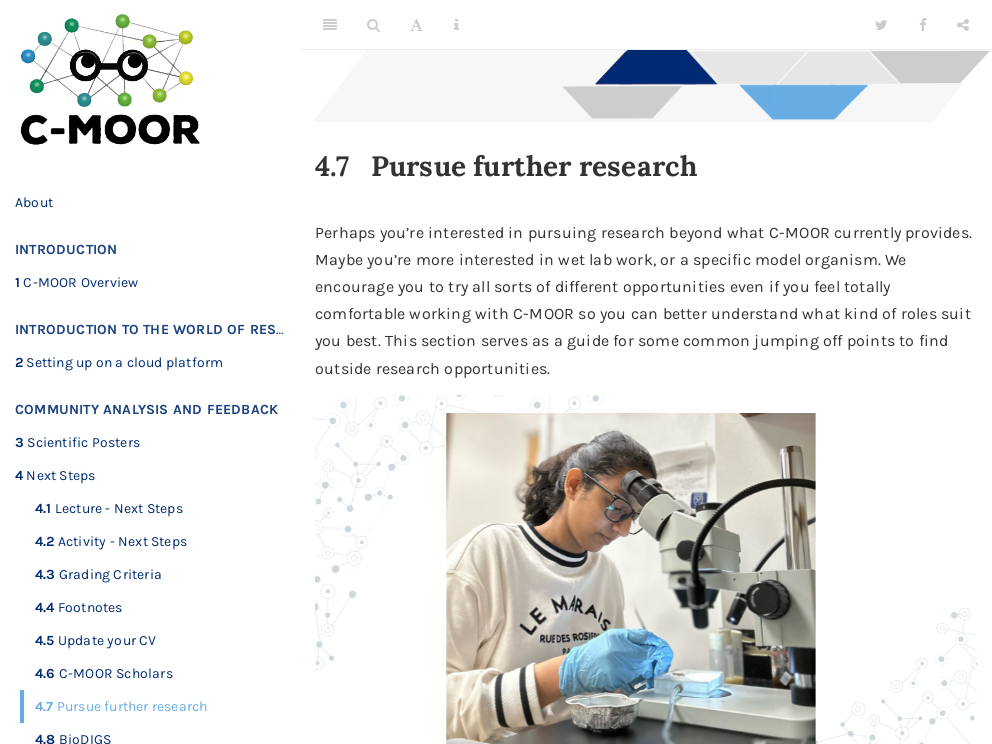 C-MOOR
About
INTRODUCTION
1 C-MOOR Overview
INTRODUCTION TO THE WORLD OF RES...
2 Setting up on a cloud platform
COMMUNITY ANALYSIS AND FEEDBACK
3 Scientific Posters
4 Next Steps
4.1 Lecture - Next Steps
4.2 Activity - Next Steps
4.3 Grading Criteria
4.4 Footnotes
4.5 Update your CV
4.6 C-MOOR Scholars
4.7 Pursue further research
4.8 BioDIGS
A
4.7 Pursue further research
Perhaps you’re interested in pursuing research beyond what C-MOOR currently provides.
Maybe you’re more interested in wet lab work, or a specific model organism. We
encourage you to try all sorts of different opportunities even if you feel totally
comfortable working with C-MOOR so you can better understand what kind of roles suit
you best. This section serves as a guide for some common jumping off points to find
outside research opportunities.
LE MARAIS
RUE DES ROSIERS